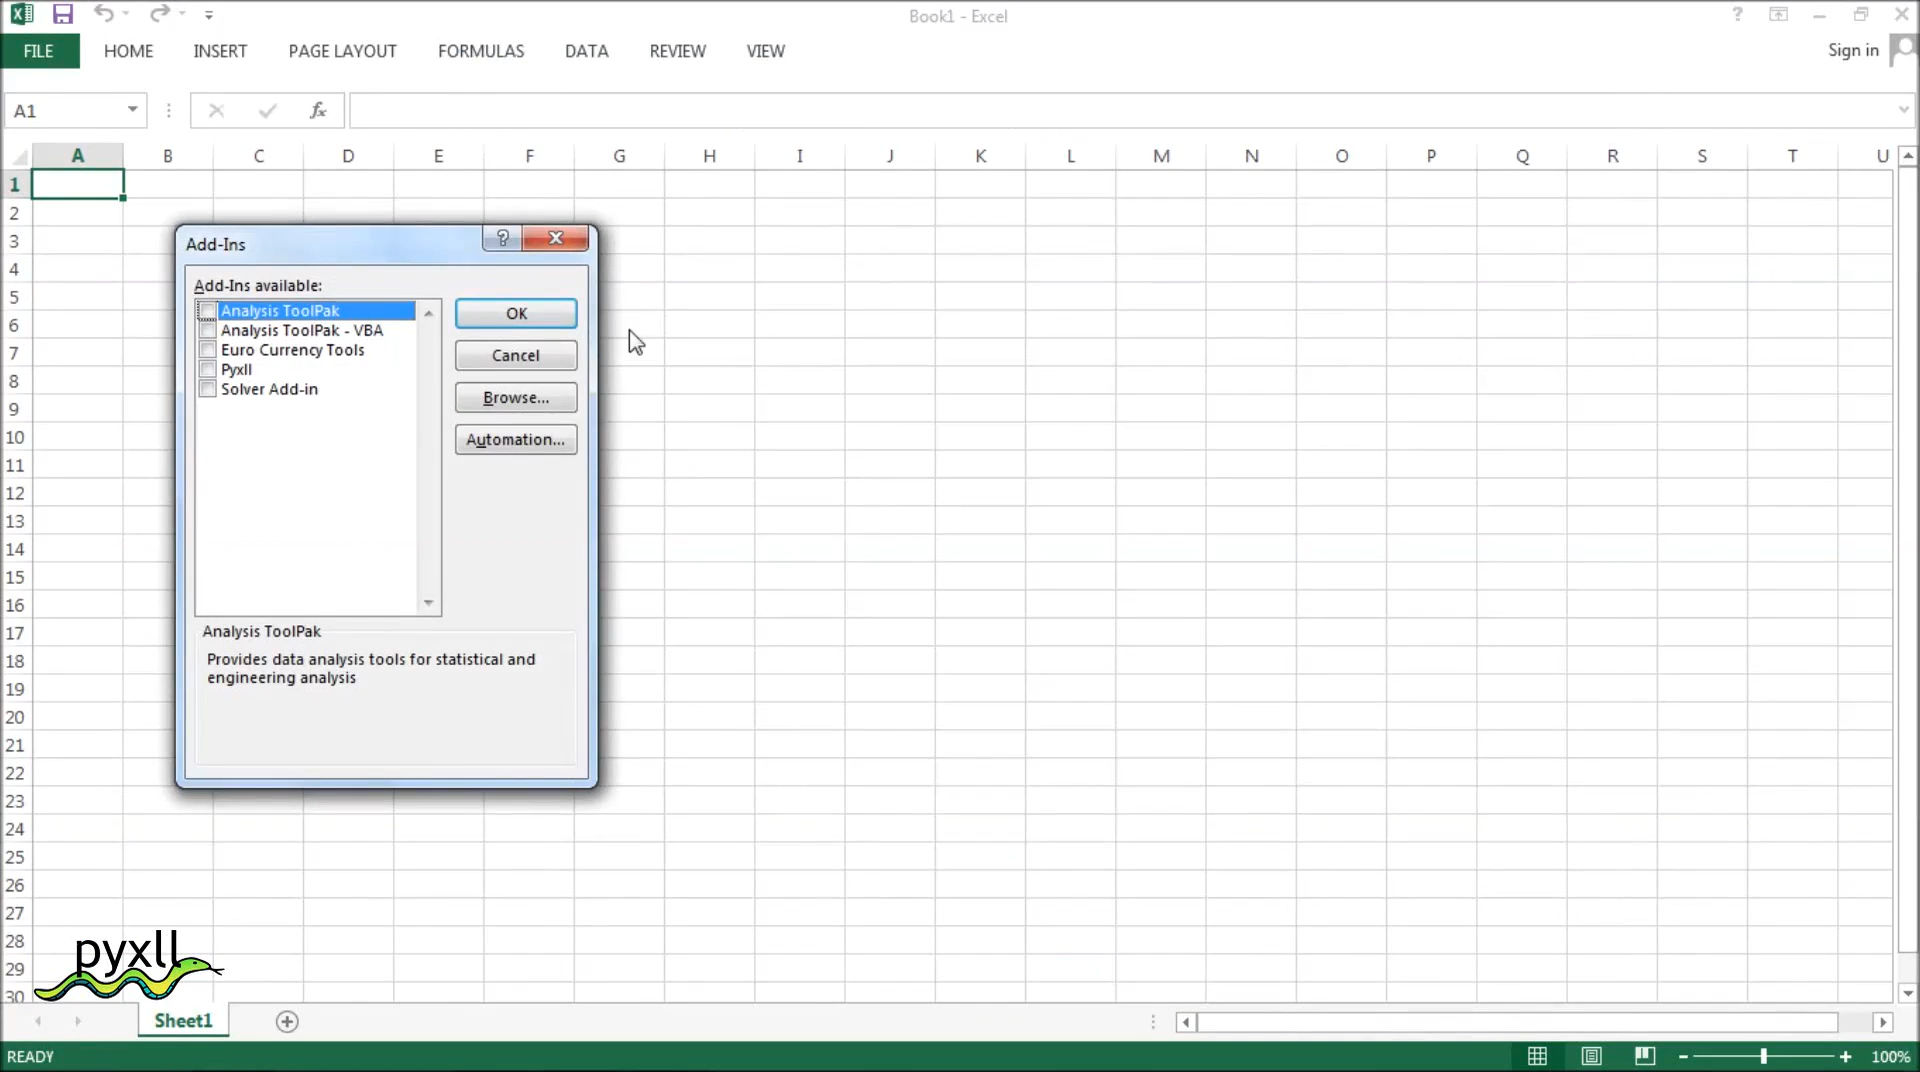 Book1 - Excel
?
FILE HOME INSERT PAGE LAYOUT FORMULAS DATA REVIEW VIEW Sign in
A1 fx
A B C D E F G H I J K L M N O P Q R S T U
1
2
3
4
5
6
7
8
9
10
11
12
13
14
15
16
17
18
19
20
21
22
23
24
25
26
27
28
29
30
Add-Ins ?
Add-Ins available:
Analysis ToolPak
Analysis ToolPak - VBA
Euro Currency Tools
Pyxll
Solver Add-in
OK
Cancel
Browse...
Automation...
Analysis ToolPak
Provides data analysis tools for statistical and
engineering analysis
pyxll
Sheet1
READY 100%